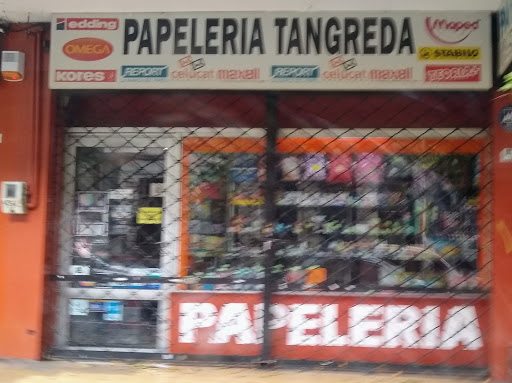 edding
OMEGA
Kores
PAPELERIA TANGREDA
REPORT celucat maxell REPORT celucat maxell
Maped
STABILO
PAPELERIA